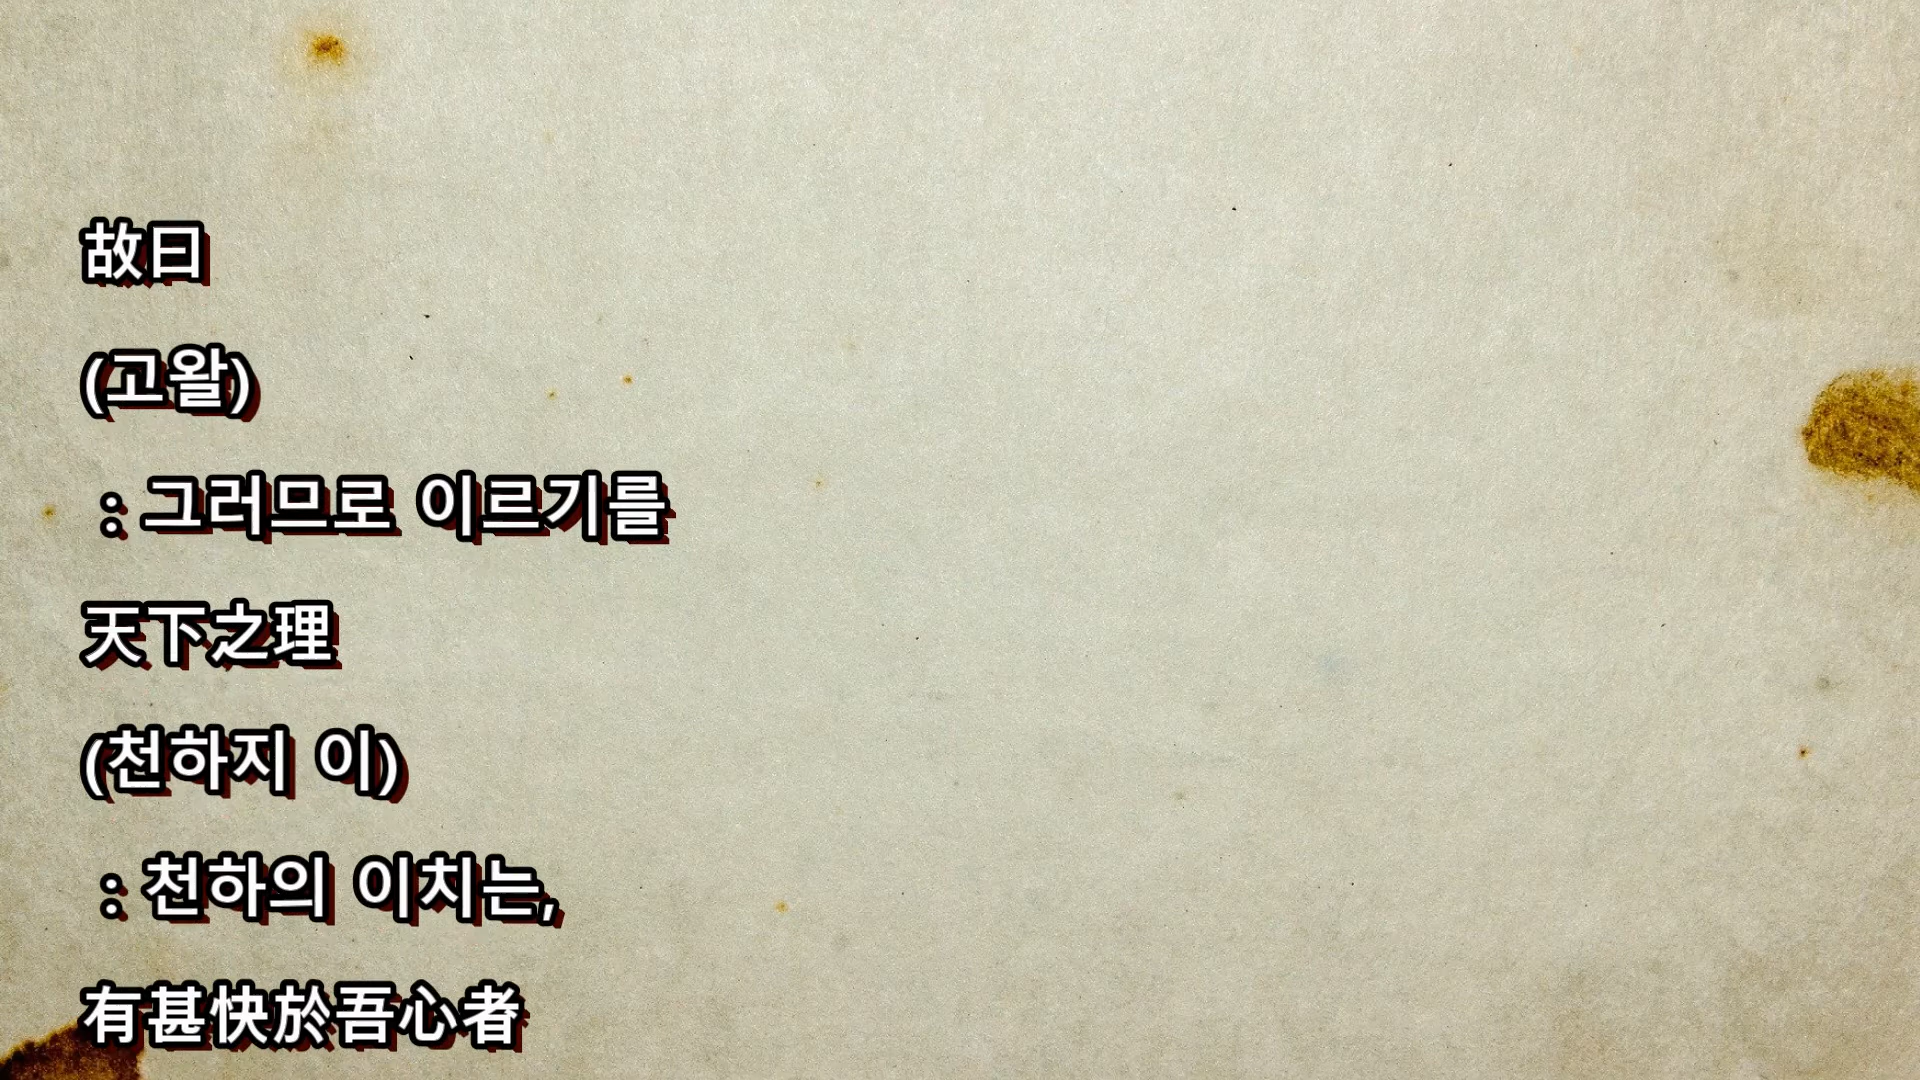 故曰
(고왈)
: 그러므로 이르기를
天下之理
(천하지 이)
: 천하의 이치는,
有甚快於吾心者